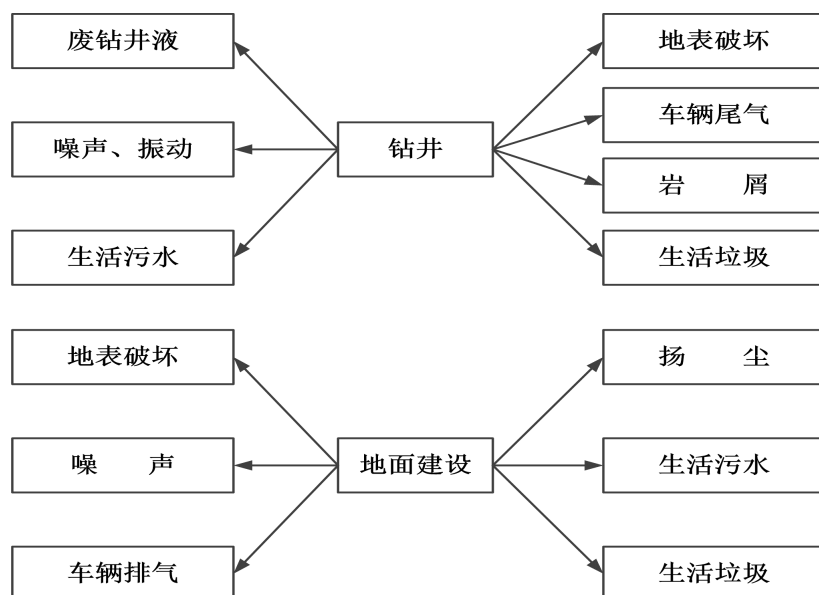 废钻井液
地表破坏
车辆尾气
噪声、振动
钻井
岩 屑
生活污水
生活垃圾
地表破坏
扬 尘
噪 声
地面建设
生活污水
车辆排气
生活垃圾